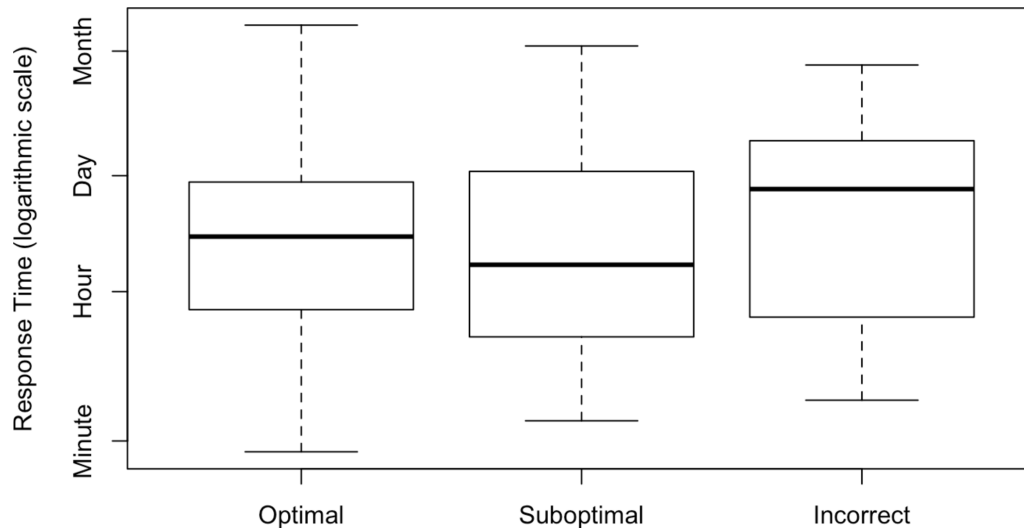 Response Time (logarithmic scale)
Month
Day
Hour
Minute
Optimal
Suboptimal
Incorrect